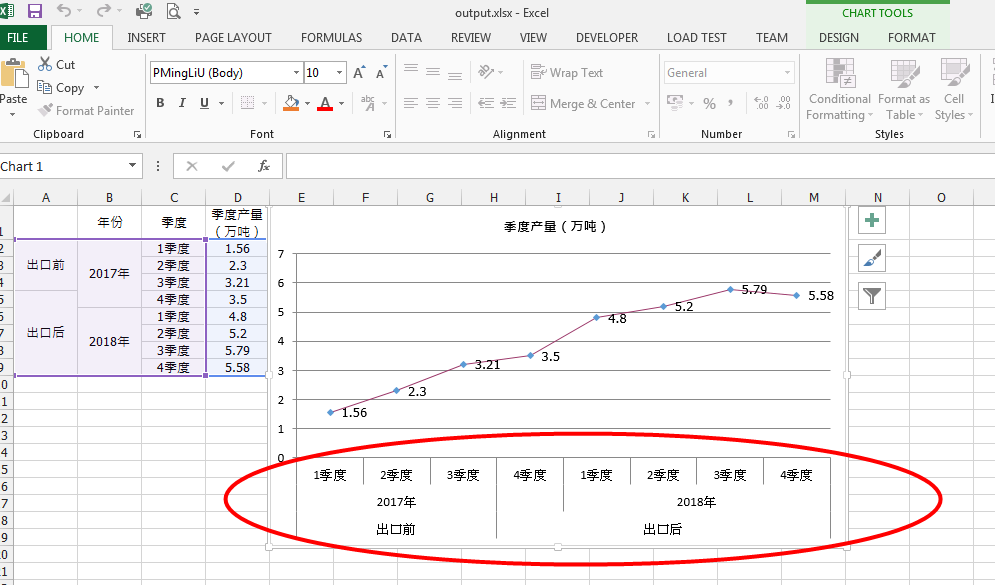 output.xlsx - Excel
CHART TOOLS
FILE HOME INSERT PAGE LAYOUT FORMULAS DATA REVIEW VIEW DEVELOPER LOAD TEST TEAM DESIGN FORMAT
Cut
Copy
Format Painter
Paste
Clipboard
PMingLiU (Body) 10
B I U
abc
Font
Wrap Text
Merge & Center
Alignment
General
%
Number
Conditional Formatting
Format as Table
Cell Styles
Styles
Chart 1
fx
A B C D E F G H I J K L M N O
年份 季度 季度产量（万吨）
出口前 2017年 1季度 1.56
2季度 2.3
3季度 3.21
出口后 4季度 3.5
2018年 1季度 4.8
2季度 5.2
3季度 5.79
4季度 5.58
季度产量（万吨）
7
6
5
4
3
2
1
0
1.56 2.3 3.21 3.5 4.8 5.2 5.79 5.58
1季度 2季度 3季度 4季度 1季度 2季度 3季度 4季度
2017年 2018年
出口前 出口后